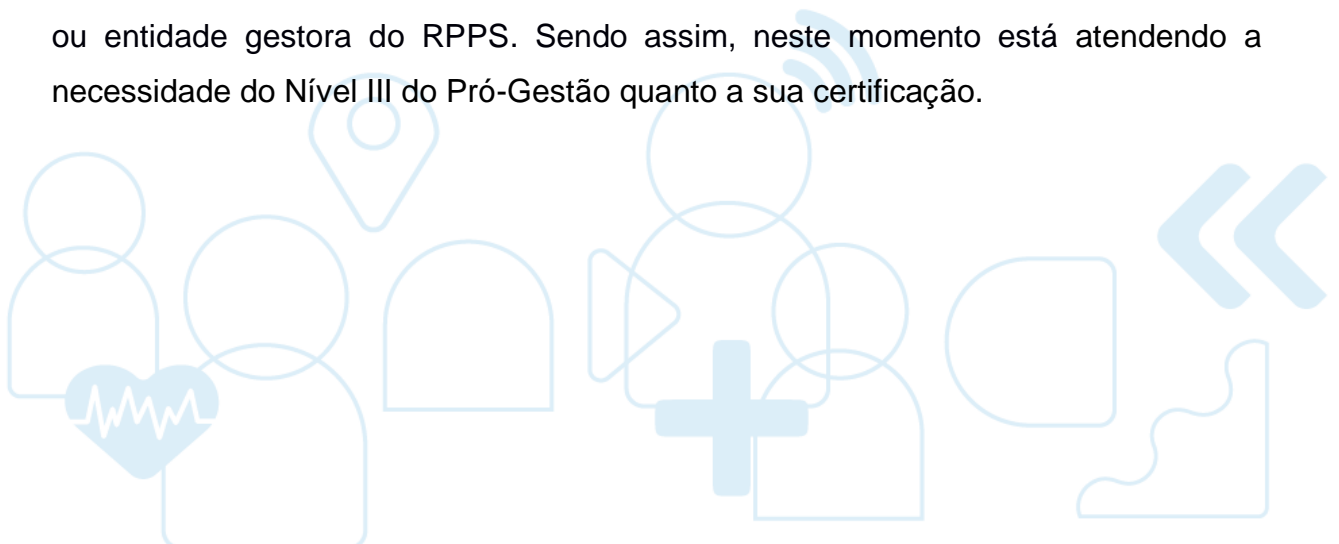 ou entidade gestora do RPPS. Sendo assim, neste momento está atendendo a
necessidade do Nível III do Pró-Gestão quanto a sua certificação.